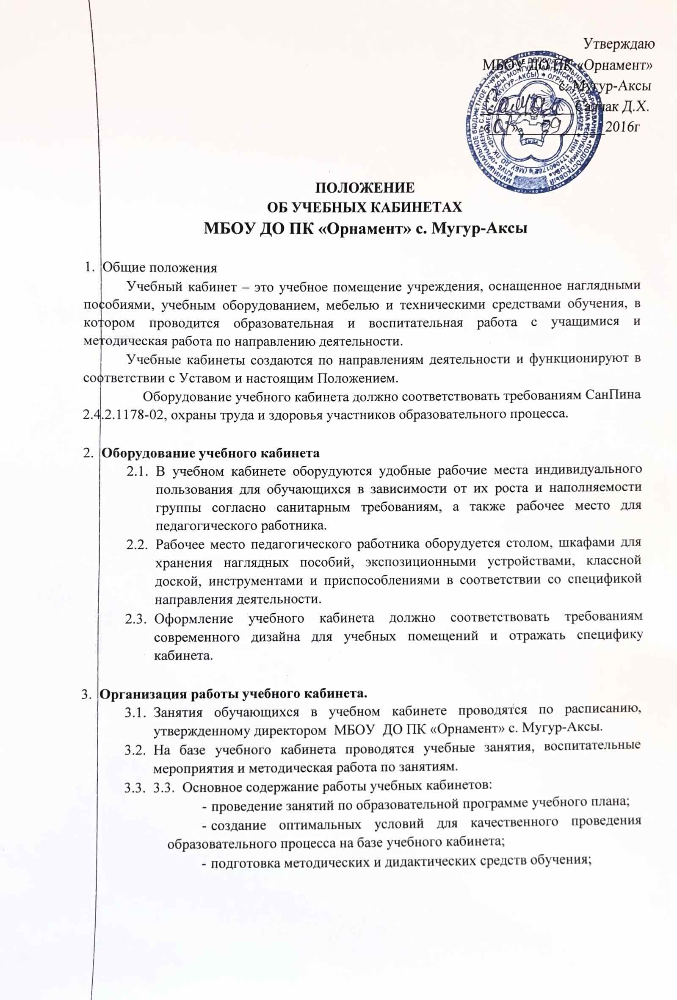 Утверждаю
МБОУ ДО ПК «Орнамент»
с. Мугур-Аксы
Салчак Д.Х.
« 01 » 09 2016г
ПОЛОЖЕНИЕ
ОБ УЧЕБНЫХ КАБИНЕТАХ
МБОУ ДО ПК «Орнамент» с. Мугур-Аксы
1. Общие положения
Учебный кабинет – это учебное помещение учреждения, оснащенное наглядными
пособиями, учебным оборудованием, мебелью и техническими средствами обучения, в
котором проводится образовательная и воспитательная работа с учащимися и
методическая работа по направлению деятельности.
Учебные кабинеты создаются по направлениям деятельности и функционируют в
соответствии с Уставом и настоящим Положением.
Оборудование учебного кабинета должно соответствовать требованиям СанПина
2.4.2.1178-02, охраны труда и здоровья участников образовательного процесса.
2. Оборудование учебного кабинета
2.1. В учебном кабинете оборудуются удобные рабочие места индивидуального
пользования для обучающихся в зависимости от их роста и наполняемости
группы согласно санитарным требованиям, а также рабочее место для
педагогического работника.
2.2. Рабочее место педагогического работника оборудуется столом, шкафами для
хранения наглядных пособий, экспозиционными устройствами, классной
доской, инструментами и приспособлениями в соответствии со спецификой
направления деятельности.
2.3. Оформление учебного кабинета должно соответствовать требованиям
современного дизайна для учебных помещений и отражать специфику
кабинета.
3. Организация работы учебного кабинета.
3.1. Занятия обучающихся в учебном кабинете проводятся по расписанию,
утвержденному директором МБОУ ДО ПК «Орнамент» с. Мугур-Аксы.
3.2. На базе учебного кабинета проводятся учебные занятия, воспитательные
мероприятия и методическая работа по занятиям.
3.3. 3.3. Основное содержание работы учебных кабинетов:
- проведение занятий по образовательной программе учебного плана;
- создание оптимальных условий для качественного проведения
образовательного процесса на базе учебного кабинета;
- подготовка методических и дидактических средств обучения;